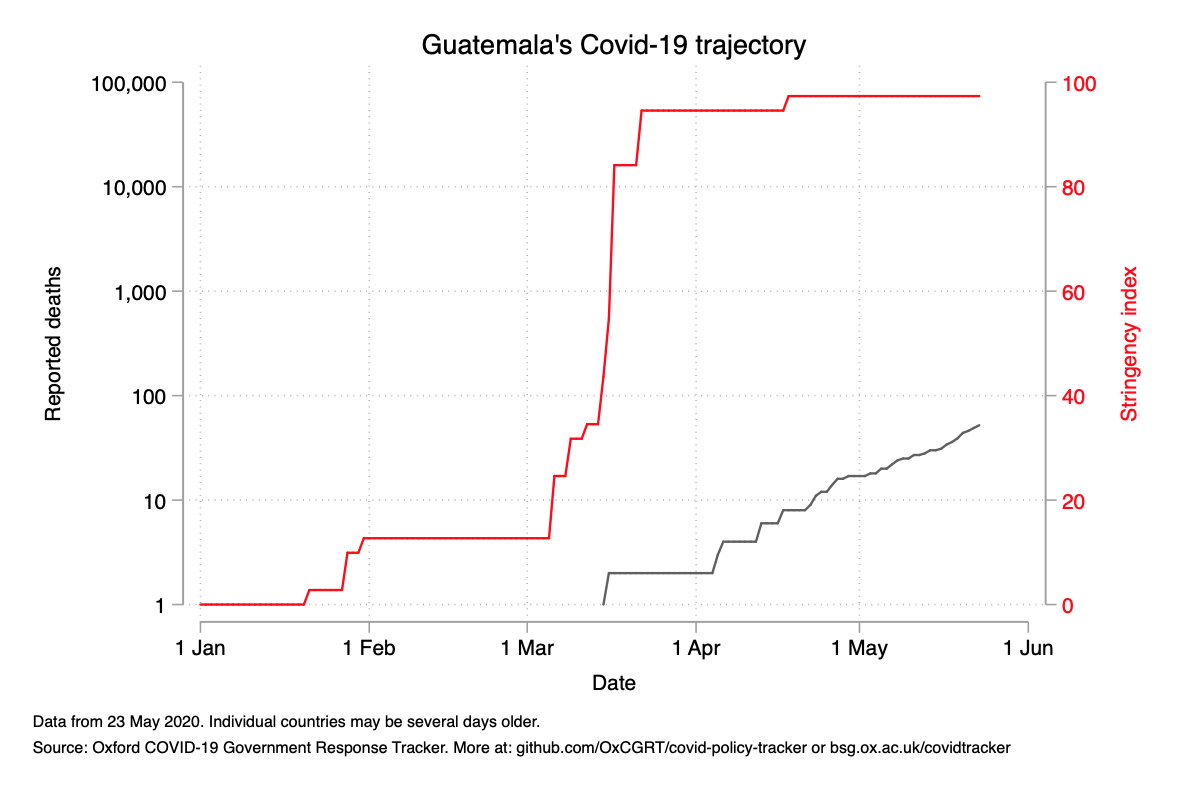 Guatemala's Covid-19 trajectory
100,000
10,000
1,000
100
10
1
Reported deaths
100
80
60
40
20
0
Stringency index
1 Jan 1 Feb 1 Mar 1 Apr 1 May 1 Jun
Date
Data from 23 May 2020. Individual countries may be several days older.
Source: Oxford COVID-19 Government Response Tracker. More at: github.com/OxCGRT/covid-policy-tracker or bsg.ox.ac.uk/covidtracker